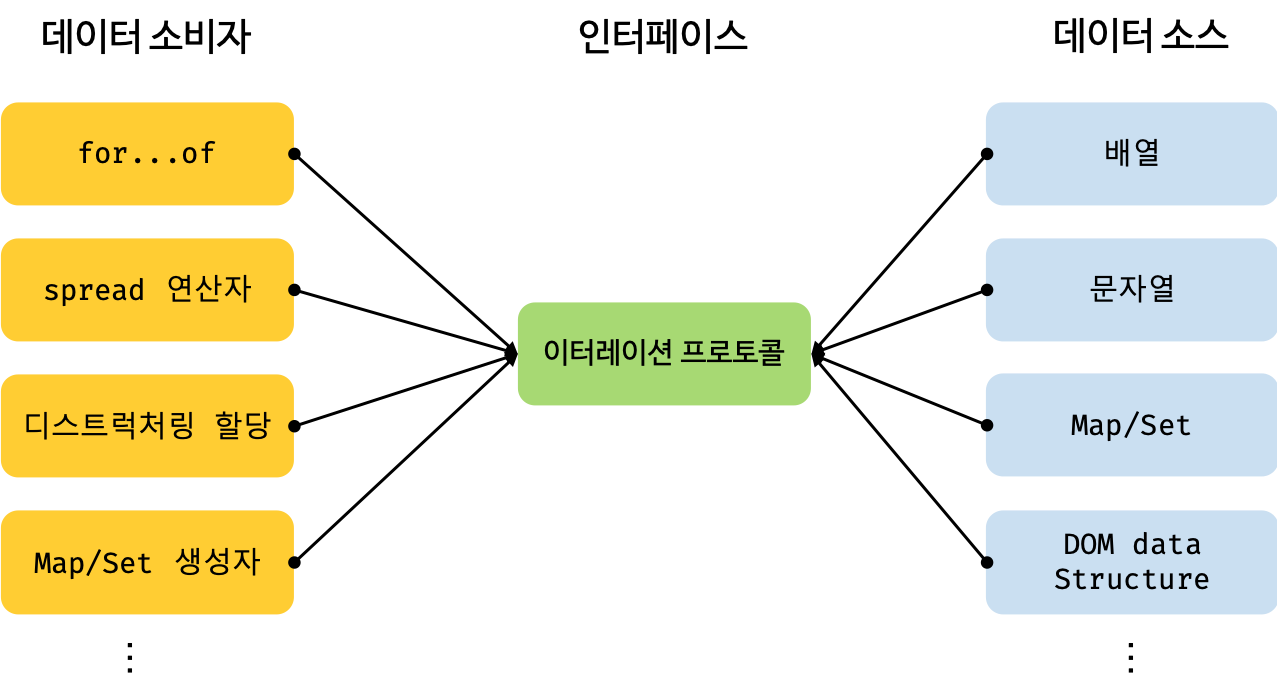 데이터 소비자
인터페이스
데이터 소스
for...of
spread 연산자
디스트럭처링 할당
Map/Set 생성자
⋮
이터레이션 프로토콜
배열
문자열
Map/Set
DOM data
Structure
⋮